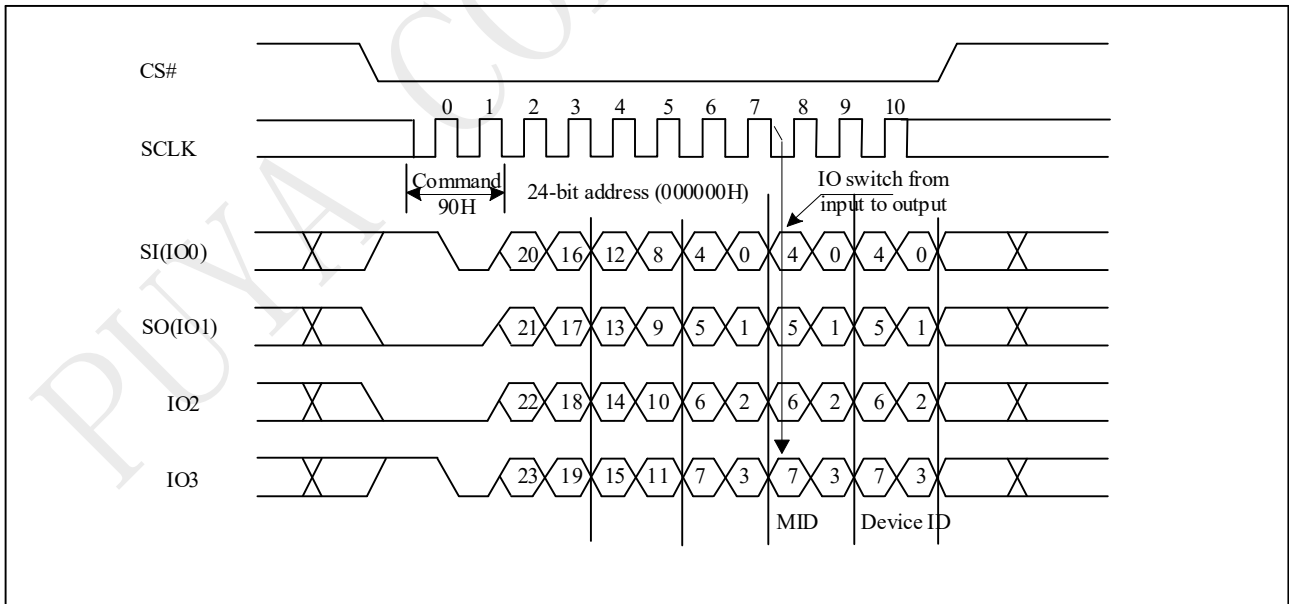 PUYA CO
CS#
0 1 2 3 4 5 6 7 8 9 10
SCLK
Command
90H
24-bit address (000000H)
IO switch from
input to output
SI(IO0) 20 16 12 8 4 0 4 0 4 0
SO(IO1) 21 17 13 9 5 1 5 1 5 1
IO2 22 18 14 10 6 2 6 2 6 2
IO3 23 19 15 11 7 3 7 3 7 3
MID Device ID